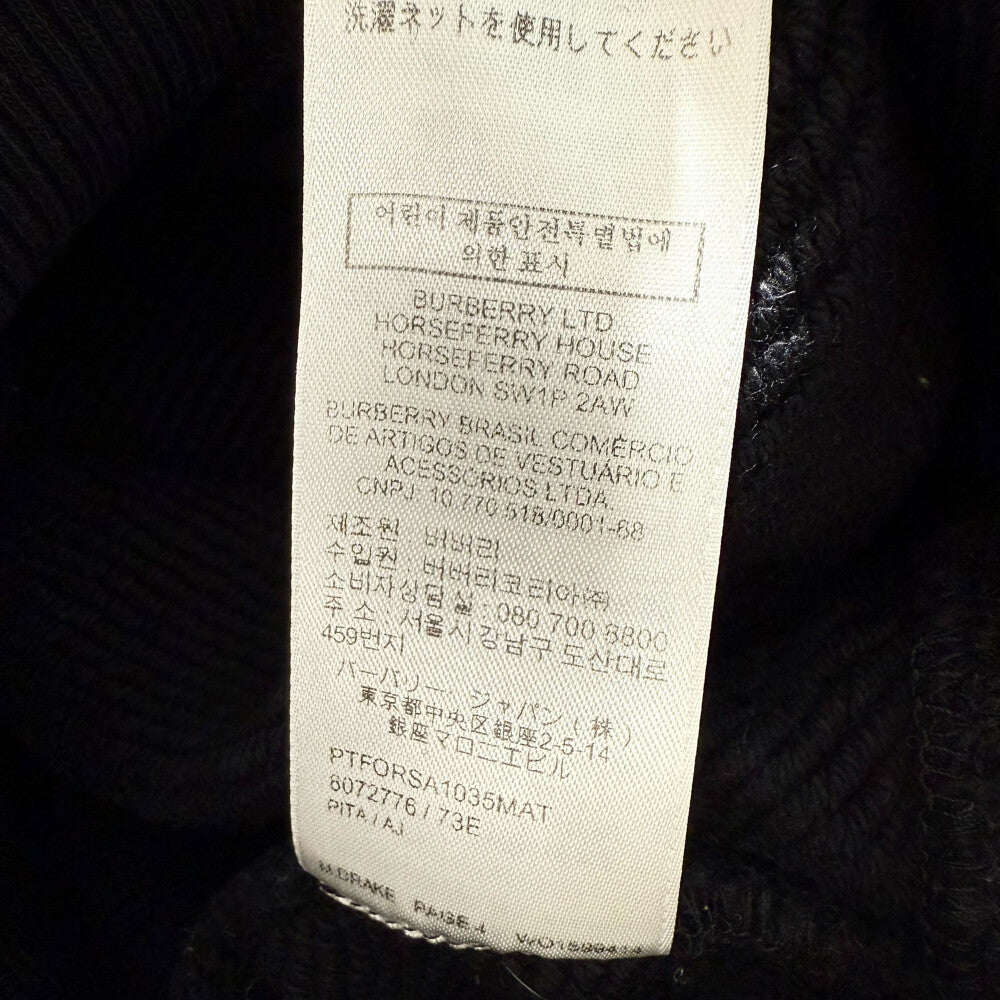 洗濯ネットを使用してください
어린이 제품안전특별법에
의한 표시
BURBERRY LTD
HORSEFERRY HOUSE
HORSEFERRY ROAD
LONDON SW1P 2AW
BURBERRY BRASIL COMÉRCIO
DE ARTIGOS DE VESTUÁRIO E
ACESSÓRIOS LTDA.
CNPJ. 10.770.518/0001-68
제조원 : 버버리
수입원 : 버버리코리아(주)
소비자상담실 : 080 700 8800
주 소 : 서울시 강남구 도산대로
459번지
バーバリー・ジャパン(株)
東京都中央区銀座2-5-14
銀座マロニエビル
PTFORSA1035MAT
6072776 / 73E
PITA / AJ
DRAKE PAGE